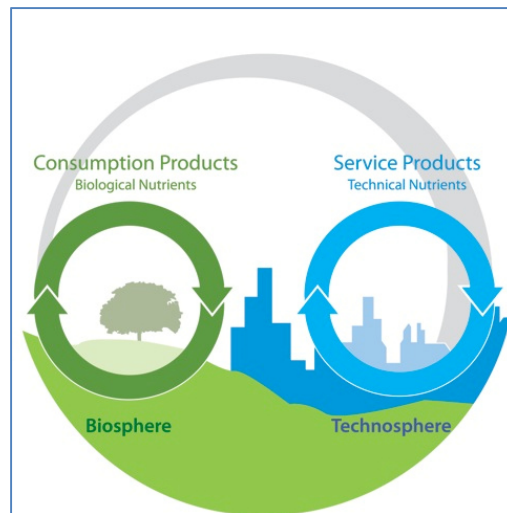 Consumption Products
Biological Nutrients
Service Products
Technical Nutrients
Biosphere
Technosphere